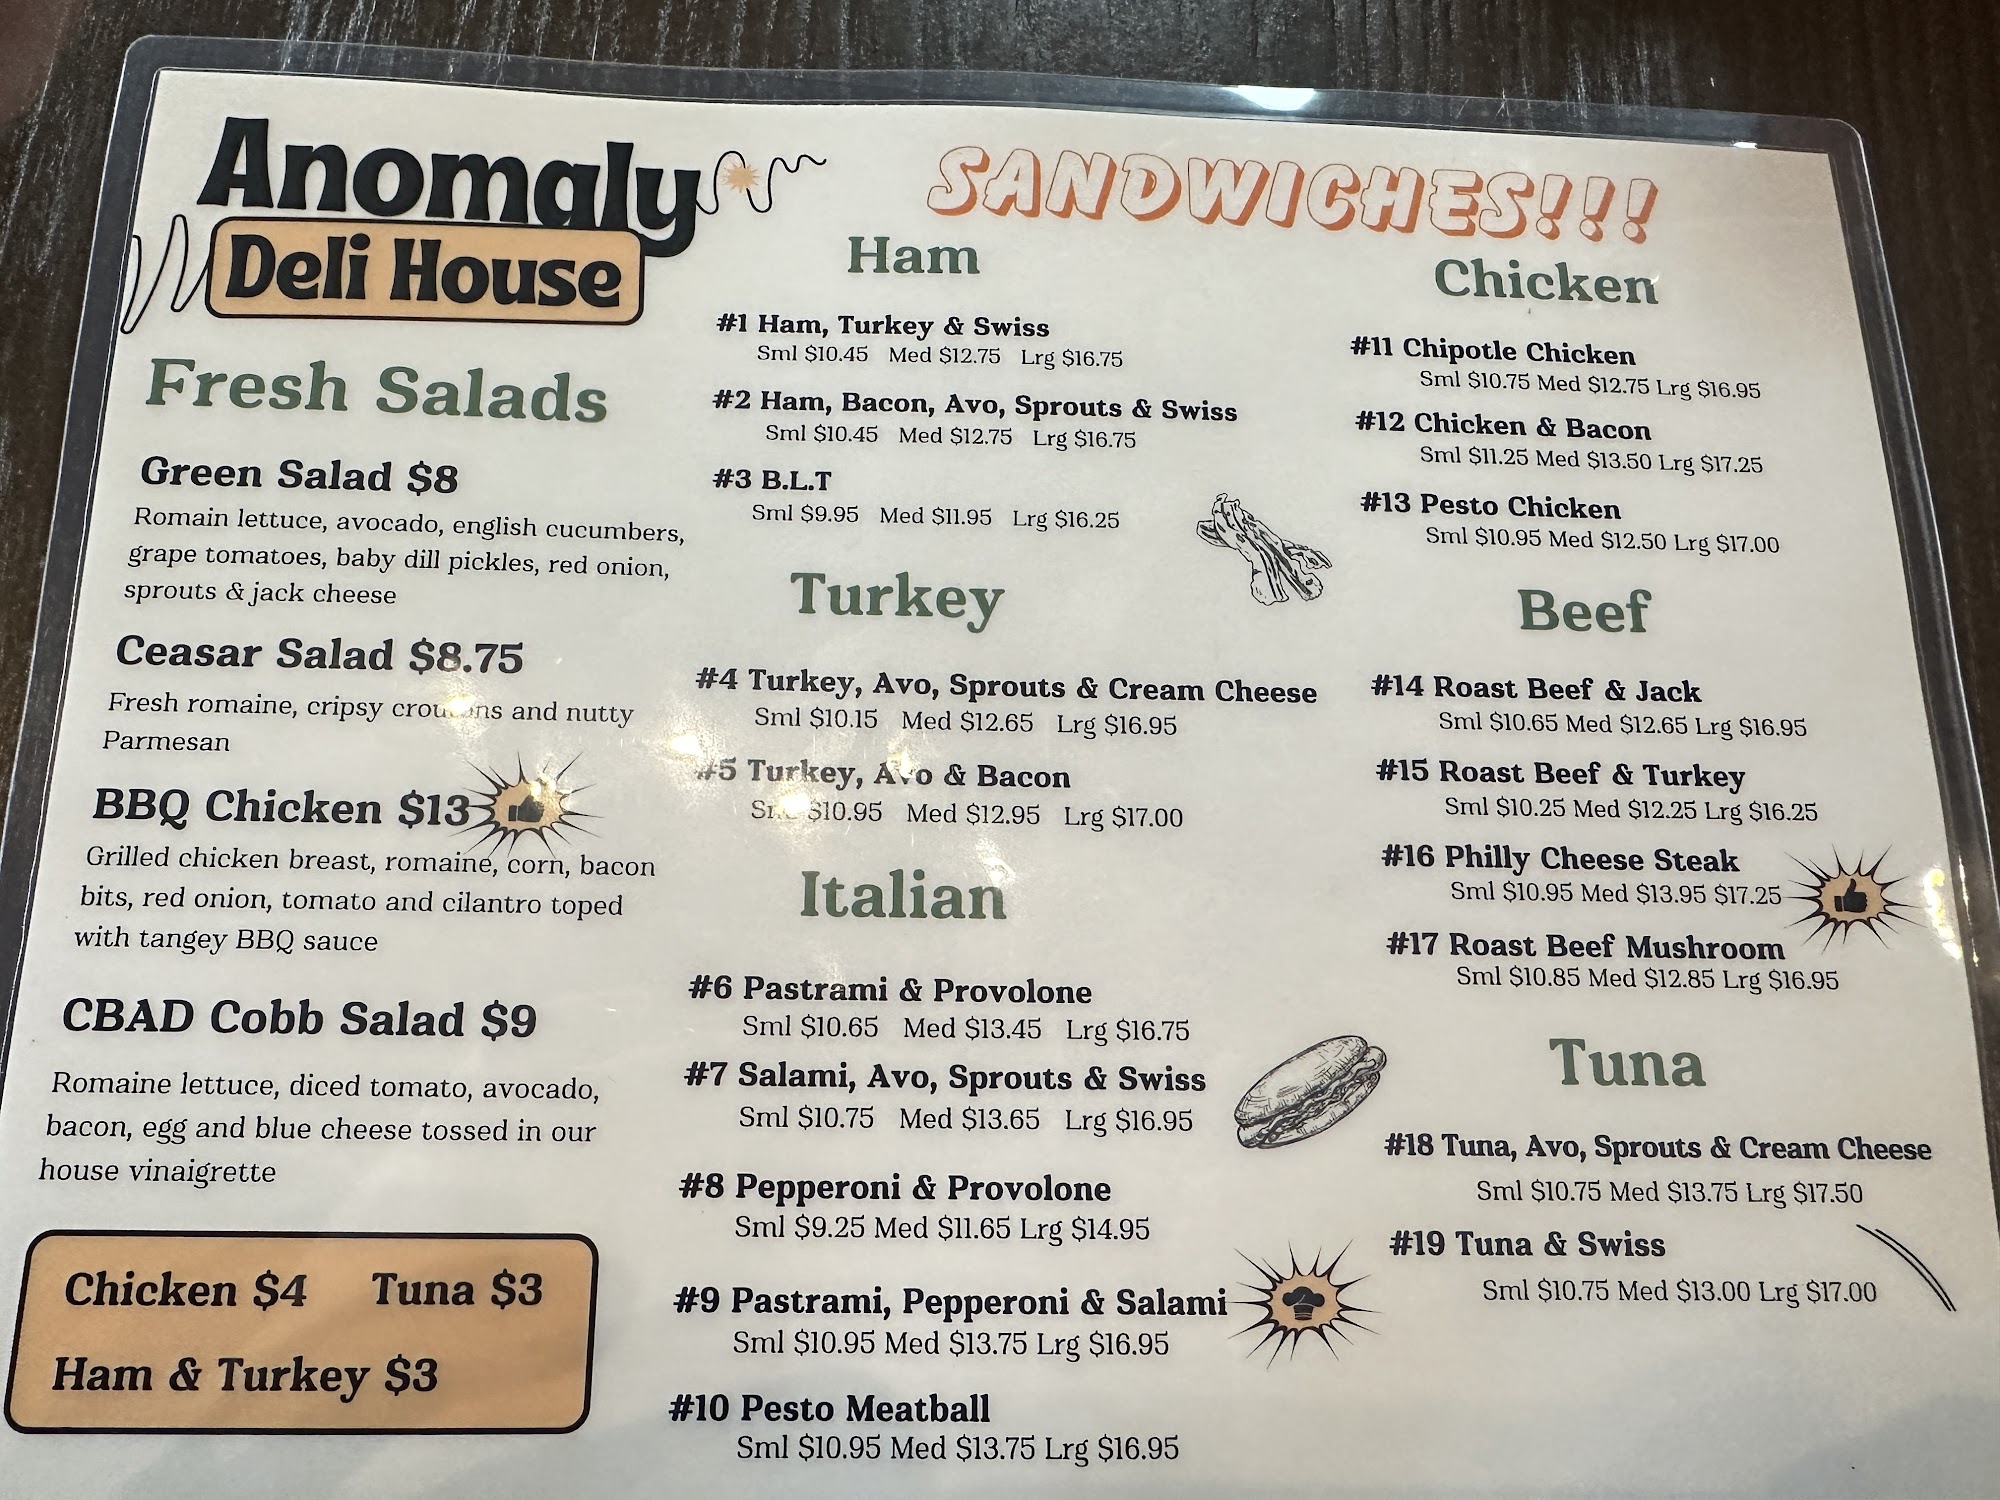 Anomaly
Deli House
Fresh Salads
Green Salad $8
Romain lettuce, avocado, english cucumbers,
grape tomatoes, baby dill pickles, red onion,
sprouts & jack cheese
Ceasar Salad $8.75
Fresh romaine, cripsy croutons and nutty
Parmesan
BBQ Chicken $13
Grilled chicken breast, romaine, corn, bacon
bits, red onion, tomato and cilantro toped
with tangey BBQ sauce
CBAD Cobb Salad $9
Romaine lettuce, diced tomato, avocado,
bacon, egg and blue cheese tossed in our
house vinaigrette
Chicken $4 Tuna $3
Ham & Turkey $3
SANDWICHES!!!
Ham
#1 Ham, Turkey & Swiss
Sml $10.45 Med $12.75 Lrg $16.75
#2 Ham, Bacon, Avo, Sprouts & Swiss
Sml $10.45 Med $12.75 Lrg $16.75
#3 B.L.T
Sml $9.95 Med $11.95 Lrg $16.25
Turkey
#4 Turkey, Avo, Sprouts & Cream Cheese
Sml $10.15 Med $12.65 Lrg $16.95
#5 Turkey, Avo & Bacon
Sml $10.95 Med $12.95 Lrg $17.00
Italian
#6 Pastrami & Provolone
Sml $10.65 Med $13.45 Lrg $16.75
#7 Salami, Avo, Sprouts & Swiss
Sml $10.75 Med $13.65 Lrg $16.95
#8 Pepperoni & Provolone
Sml $9.25 Med $11.65 Lrg $14.95
#9 Pastrami, Pepperoni & Salami
Sml $10.95 Med $13.75 Lrg $16.95
#10 Pesto Meatball
Sml $10.95 Med $13.75 Lrg $16.95
Chicken
#11 Chipotle Chicken
Sml $10.75 Med $12.75 Lrg $16.95
#12 Chicken & Bacon
Sml $11.25 Med $13.50 Lrg $17.25
#13 Pesto Chicken
Sml $10.95 Med $12.50 Lrg $17.00
Beef
#14 Roast Beef & Jack
Sml $10.65 Med $12.65 Lrg $16.95
#15 Roast Beef & Turkey
Sml $10.25 Med $12.25 Lrg $16.25
#16 Philly Cheese Steak
Sml $10.95 Med $13.95 $17.25
#17 Roast Beef Mushroom
Sml $10.85 Med $12.85 Lrg $16.95
Tuna
#18 Tuna, Avo, Sprouts & Cream Cheese
Sml $10.75 Med $13.75 Lrg $17.50
#19 Tuna & Swiss
Sml $10.75 Med $13.00 Lrg $17.00